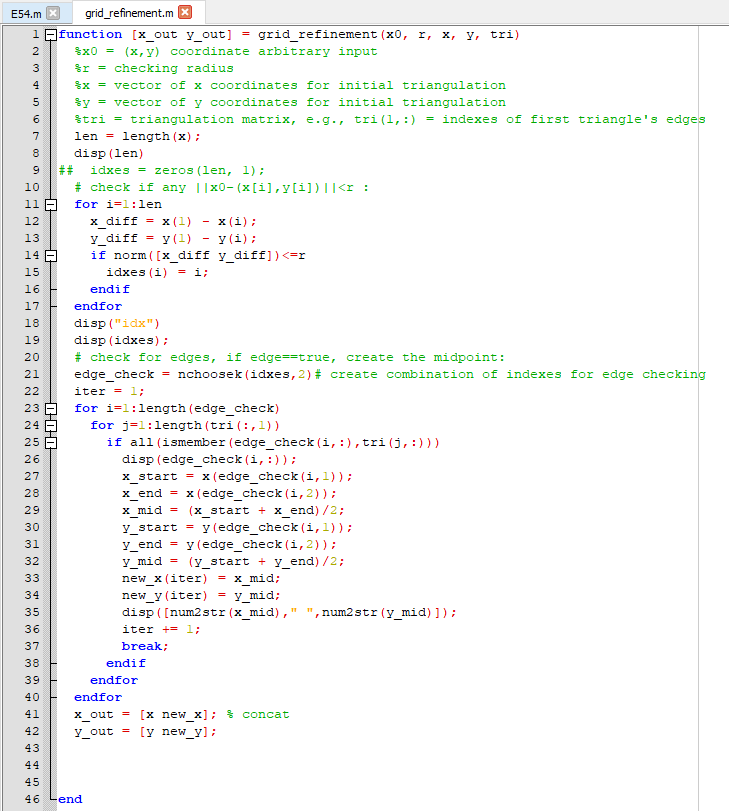 E54.m grid_refinement.m
1 function [x_out y_out] = grid_refinement(x0, r, x, y, tri)
2 %x0 = (x,y) coordinate arbitrary input
3 %r = checking radius
4 %x = vector of x coordinates for initial triangulation
5 %y = vector of y coordinates for initial triangulation
6 %tri = triangulation matrix, e.g., tri(1,:) = indexes of first triangle's edges
7 len = length(x);
8 disp(len)
9 ## idxes = zeros(len, 1);
10 # check if any ||x0-(x[i],y[i])||<r :
11 for i=1:len
12 x_diff = x(1) - x(i);
13 y_diff = y(1) - y(i);
14 if norm([x_diff y_diff])<=r
15 idxes(i) = i;
16 endif
17 endfor
18 disp("idx")
19 disp(idxes);
20 # check for edges, if edge==true, create the midpoint:
21 edge_check = nchoosek(idxes,2)# create combination of indexes for edge checking
22 iter = 1;
23 for i=1:length(edge_check)
24 for j=1:length(tri(:,1))
25 if all(ismember(edge_check(i,:),tri(j,:)))
26 disp(edge_check(i,:));
27 x_start = x(edge_check(i,1));
28 x_end = x(edge_check(i,2));
29 x_mid = (x_start + x_end)/2;
30 y_start = y(edge_check(i,1));
31 y_end = y(edge_check(i,2));
32 y_mid = (y_start + y_end)/2;
33 new_x(iter) = x_mid;
34 new_y(iter) = y_mid;
35 disp([num2str(x_mid)," ",num2str(y_mid)]);
36 iter += 1;
37 break;
38 endif
39 endfor
40 endfor
41 x_out = [x new_x]; % concat
42 y_out = [y new_y];
43
44
45
46 end